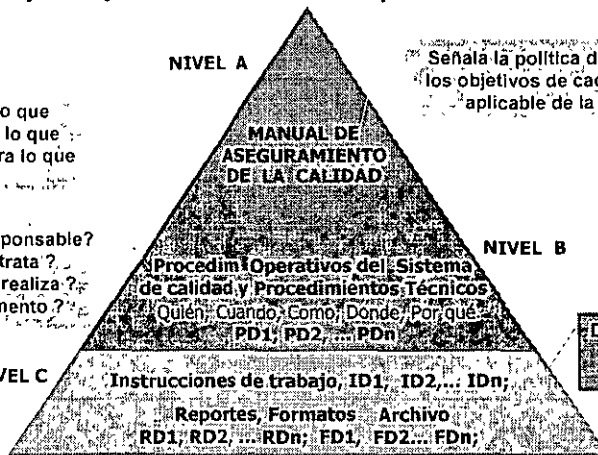 NIVEL A
Señala la política d
los objetivos de cad
aplicable de la
o que
lo que
ra lo que
MANUAL DE
ASEGURAMIENTO
DE LA CALIDAD
ponsable?
trata ?
realiza ?
mento ?
NIVEL B
Procedim Operativos del Sistema
de calidad y Procedimientos Técnicos
Quién, Cuando, Como, Donde, Por qué
PD1, PD2, ... PDn
D
VEL C
Instrucciones de trabajo, ID1, ID2,... IDn;
Reportes, Formatos Archivo
RD1, RD2, ... RDn; FD1, FD2... FDn;